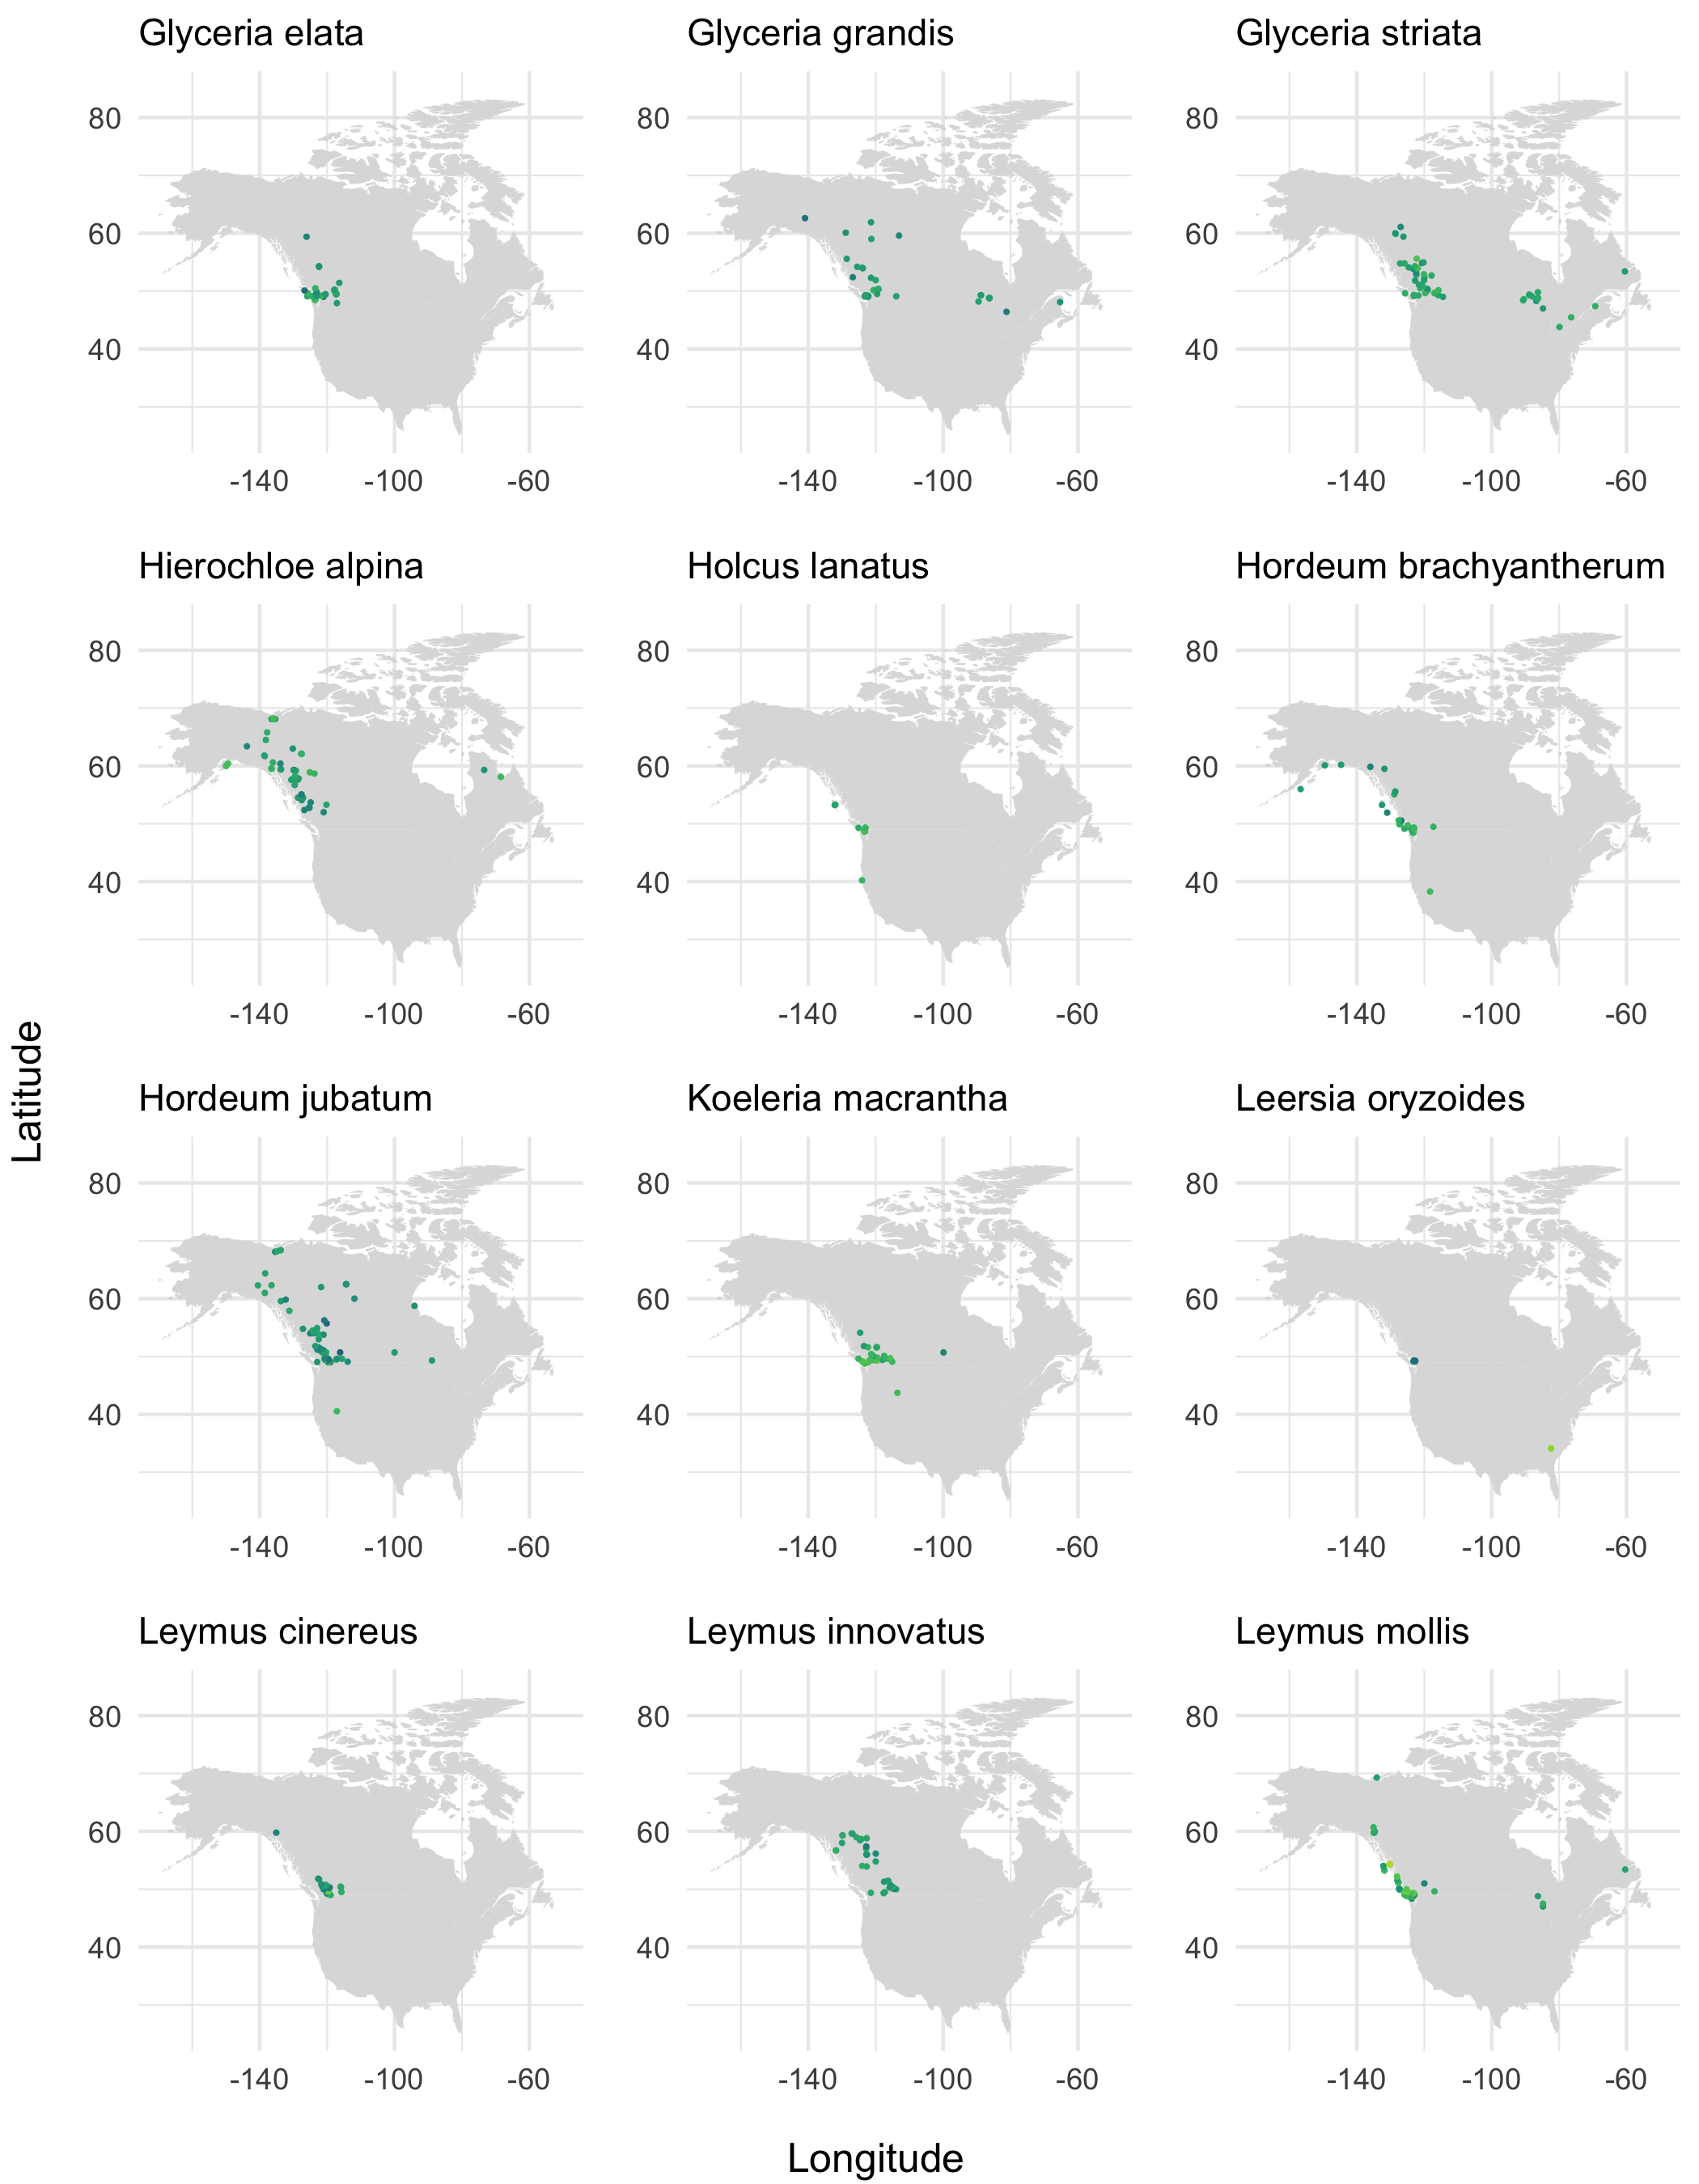 Glyceria elata
Glyceria grandis
Glyceria striata
80
60
40
-140 -100 -60
80
60
40
-140 -100 -60
80
60
40
-140 -100 -60
Hierochloe alpina
Holcus lanatus
Hordeum brachyantherum
80
60
40
-140 -100 -60
80
60
40
-140 -100 -60
80
60
40
-140 -100 -60
Latitude
Hordeum jubatum
Koeleria macrantha
Leersia oryzoides
80
60
40
-140 -100 -60
80
60
40
-140 -100 -60
80
60
40
-140 -100 -60
Leymus cinereus
Leymus innovatus
Leymus mollis
80
60
40
-140 -100 -60
80
60
40
-140 -100 -60
80
60
40
-140 -100 -60
Longitude